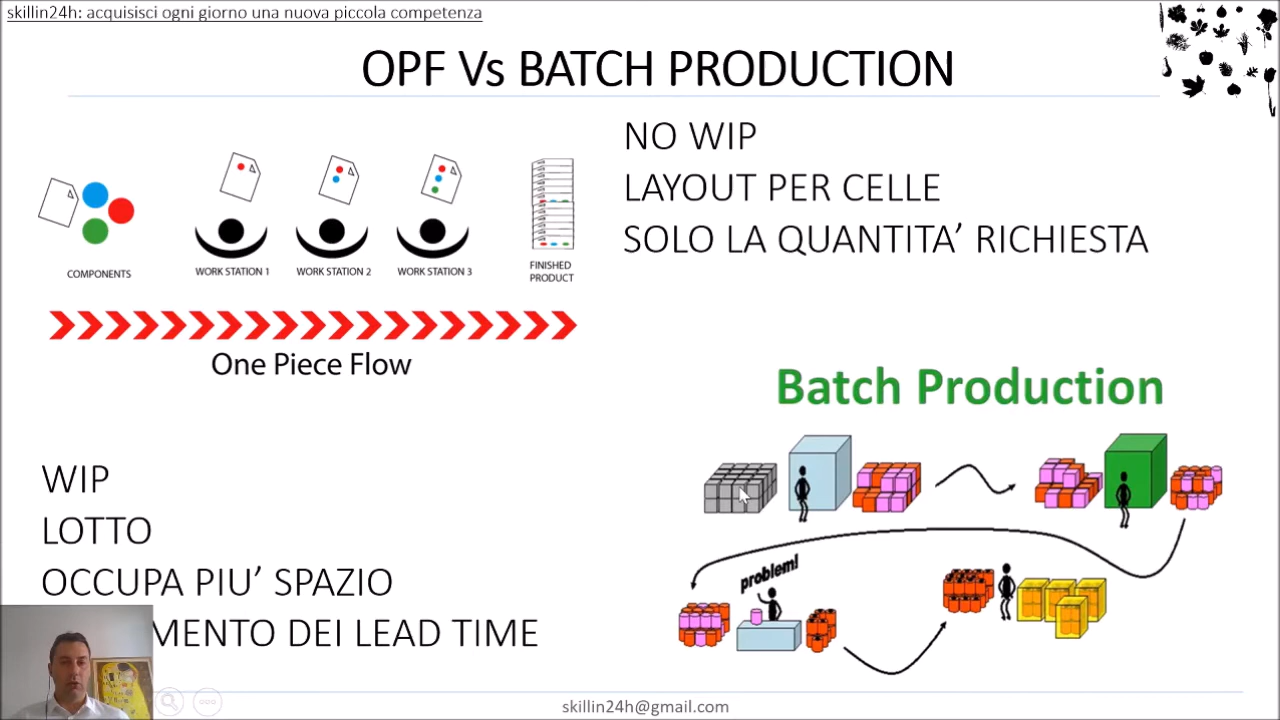 skillin24h: acquisisci ogni giorno una nuova piccola competenza
OPF Vs BATCH PRODUCTION
NO WIP
LAYOUT PER CELLE
SOLO LA QUANTITA’ RICHIESTA
COMPONENTS
WORK STATION 1
WORK STATION 2
WORK STATION 3
FINISHED
PRODUCT
One Piece Flow
Batch Production
problem!
WIP
LOTTO
OCCUPA PIU’ SPAZIO
MENTO DEI LEAD TIME
skillin24h@gmail.com